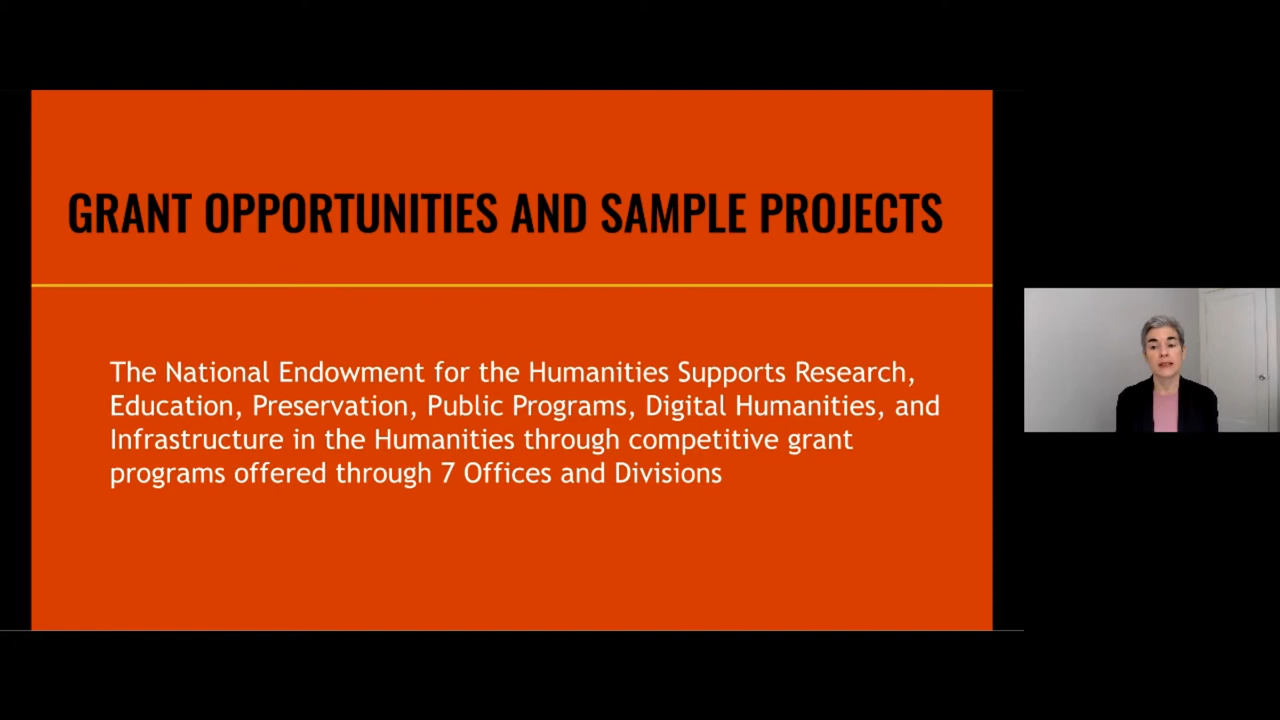 GRANT OPPORTUNITIES AND SAMPLE PROJECTS
The National Endowment for the Humanities Supports Research,
Education, Preservation, Public Programs, Digital Humanities, and
Infrastructure in the Humanities through competitive grant
programs offered through 7 Offices and Divisions